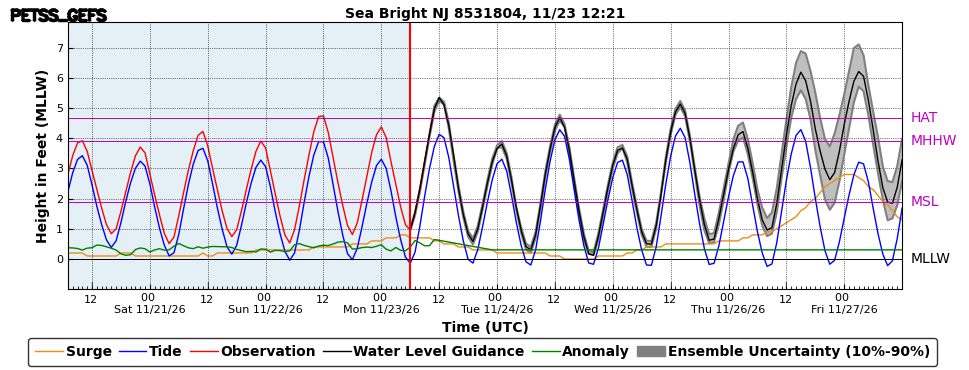 PETSS_GEFS
Sea Bright NJ 8531804, 11/23 12:21
Height in Feet (MLLW)
7
6
5
4
3
2
1
0
HAT
MHHW
MSL
MLLW
12 00 12 00 12 00 12 00 12 00 12 00 12 00
Sat 11/21/26 Sun 11/22/26 Mon 11/23/26 Tue 11/24/26 Wed 11/25/26 Thu 11/26/26 Fri 11/27/26
Time (UTC)
Surge Tide Observation Water Level Guidance Anomaly Ensemble Uncertainty (10%-90%)